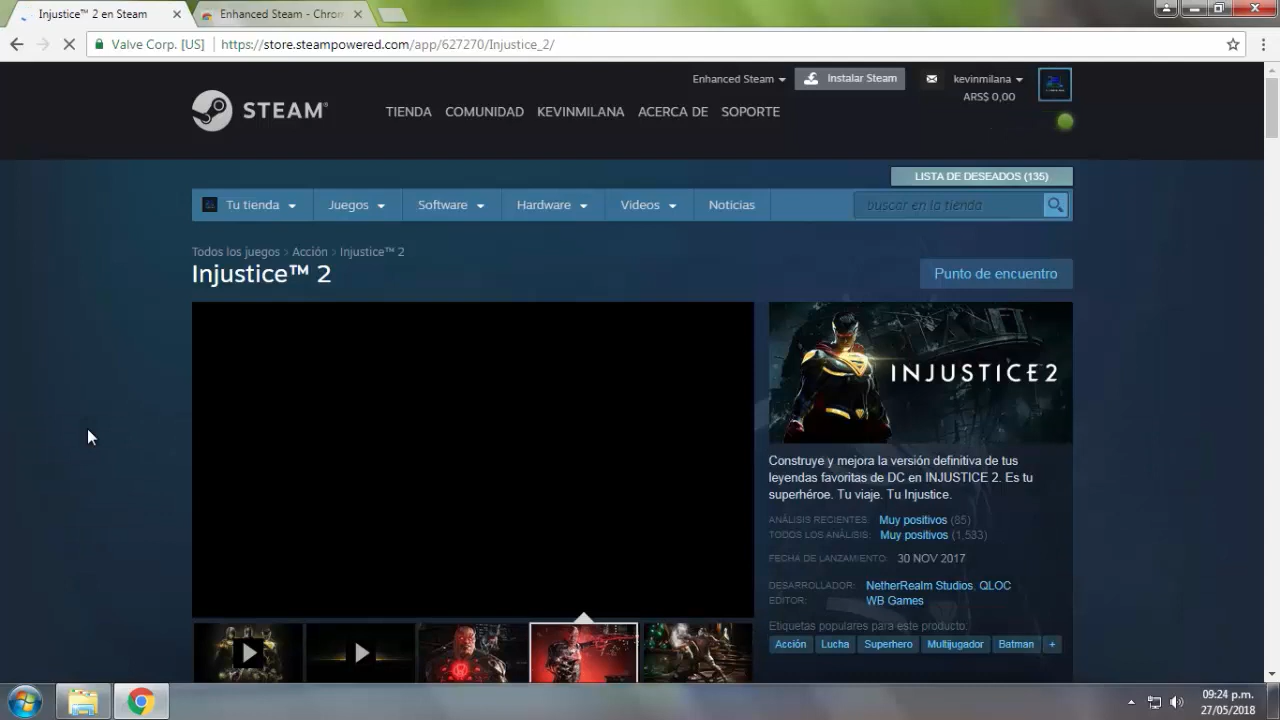 Injustice™ 2 en Steam
Enhanced Steam - Chrom
Valve Corp. [US] https://store.steampowered.com/app/627270/Injustice_2/
Enhanced Steam
Instalar Steam
kevinmilana
ARS$ 0,00
STEAM®
TIENDA COMUNIDAD KEVINMILANA ACERCA DE SOPORTE
LISTA DE DESEADOS (135)
Tu tienda Juegos Software Hardware Videos Noticias
buscar en la tienda
Todos los juegos > Acción > Injustice™ 2
Injustice™ 2
Punto de encuentro
INJUSTICE 2
Construye y mejora la versión definitiva de tus
leyendas favoritas de DC en INJUSTICE 2. Es tu
superhéroe. Tu viaje. Tu Injustice.
ANÁLISIS RECIENTES: Muy positivos (85)
TODOS LOS ANÁLISIS: Muy positivos (1,533)
FECHA DE LANZAMIENTO: 30 NOV 2017
DESARROLLADOR: NetherRealm Studios, QLOC
EDITOR: WB Games
Etiquetas populares para este producto:
Acción Lucha Superhero Multijugador Batman +
09:24 p.m.
27/05/2018